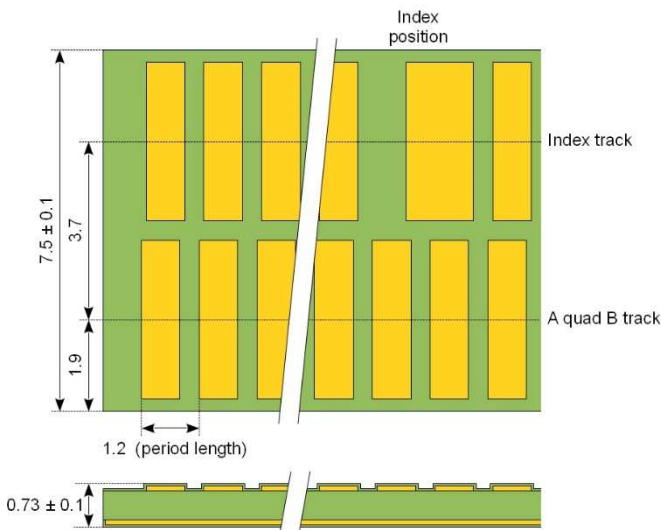 Index
position
Index track
7.5 ± 0.1
3.7
A quad B track
1.9
1.2 (period length)
0.73 ± 0.1